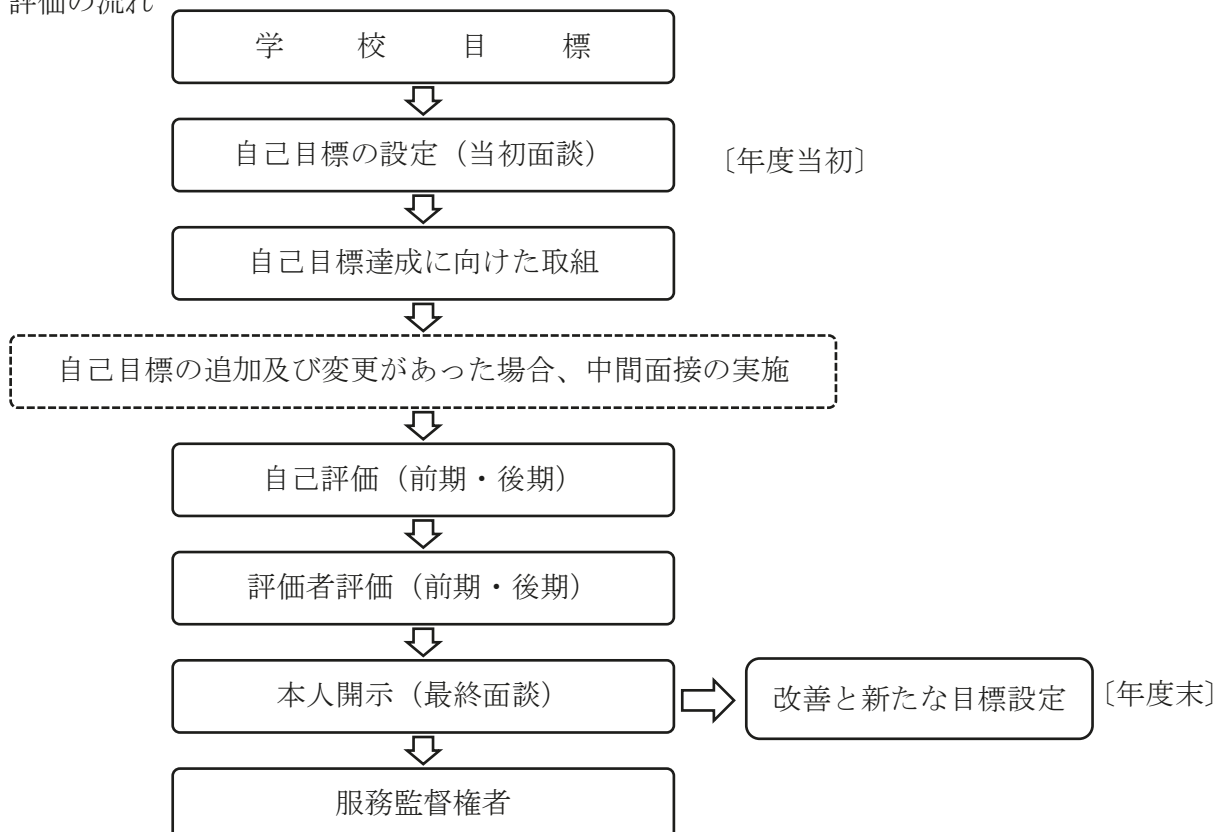 評価の流れ
学校目標
自己目標の設定（当初面談）
〔年度当初〕
自己目標達成に向けた取組
自己目標の追加及び変更があった場合、中間面接の実施
自己評価（前期・後期）
評価者評価（前期・後期）
本人開示（最終面談）
改善と新たな目標設定
〔年度末〕
服務監督権者